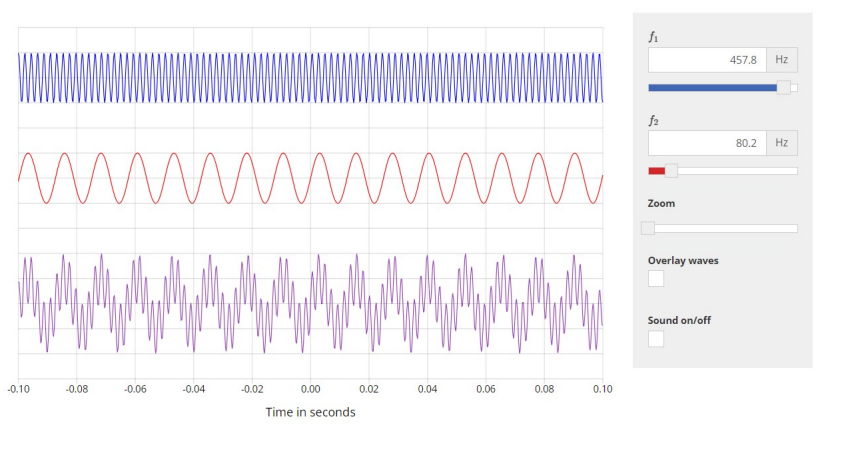 f₁
457.8 Hz
f₂
80.2 Hz
Zoom
Overlay waves
Sound on/off
-0.10 -0.08 -0.06 -0.04 -0.02 0.00 0.02 0.04 0.06 0.08 0.10
Time in seconds